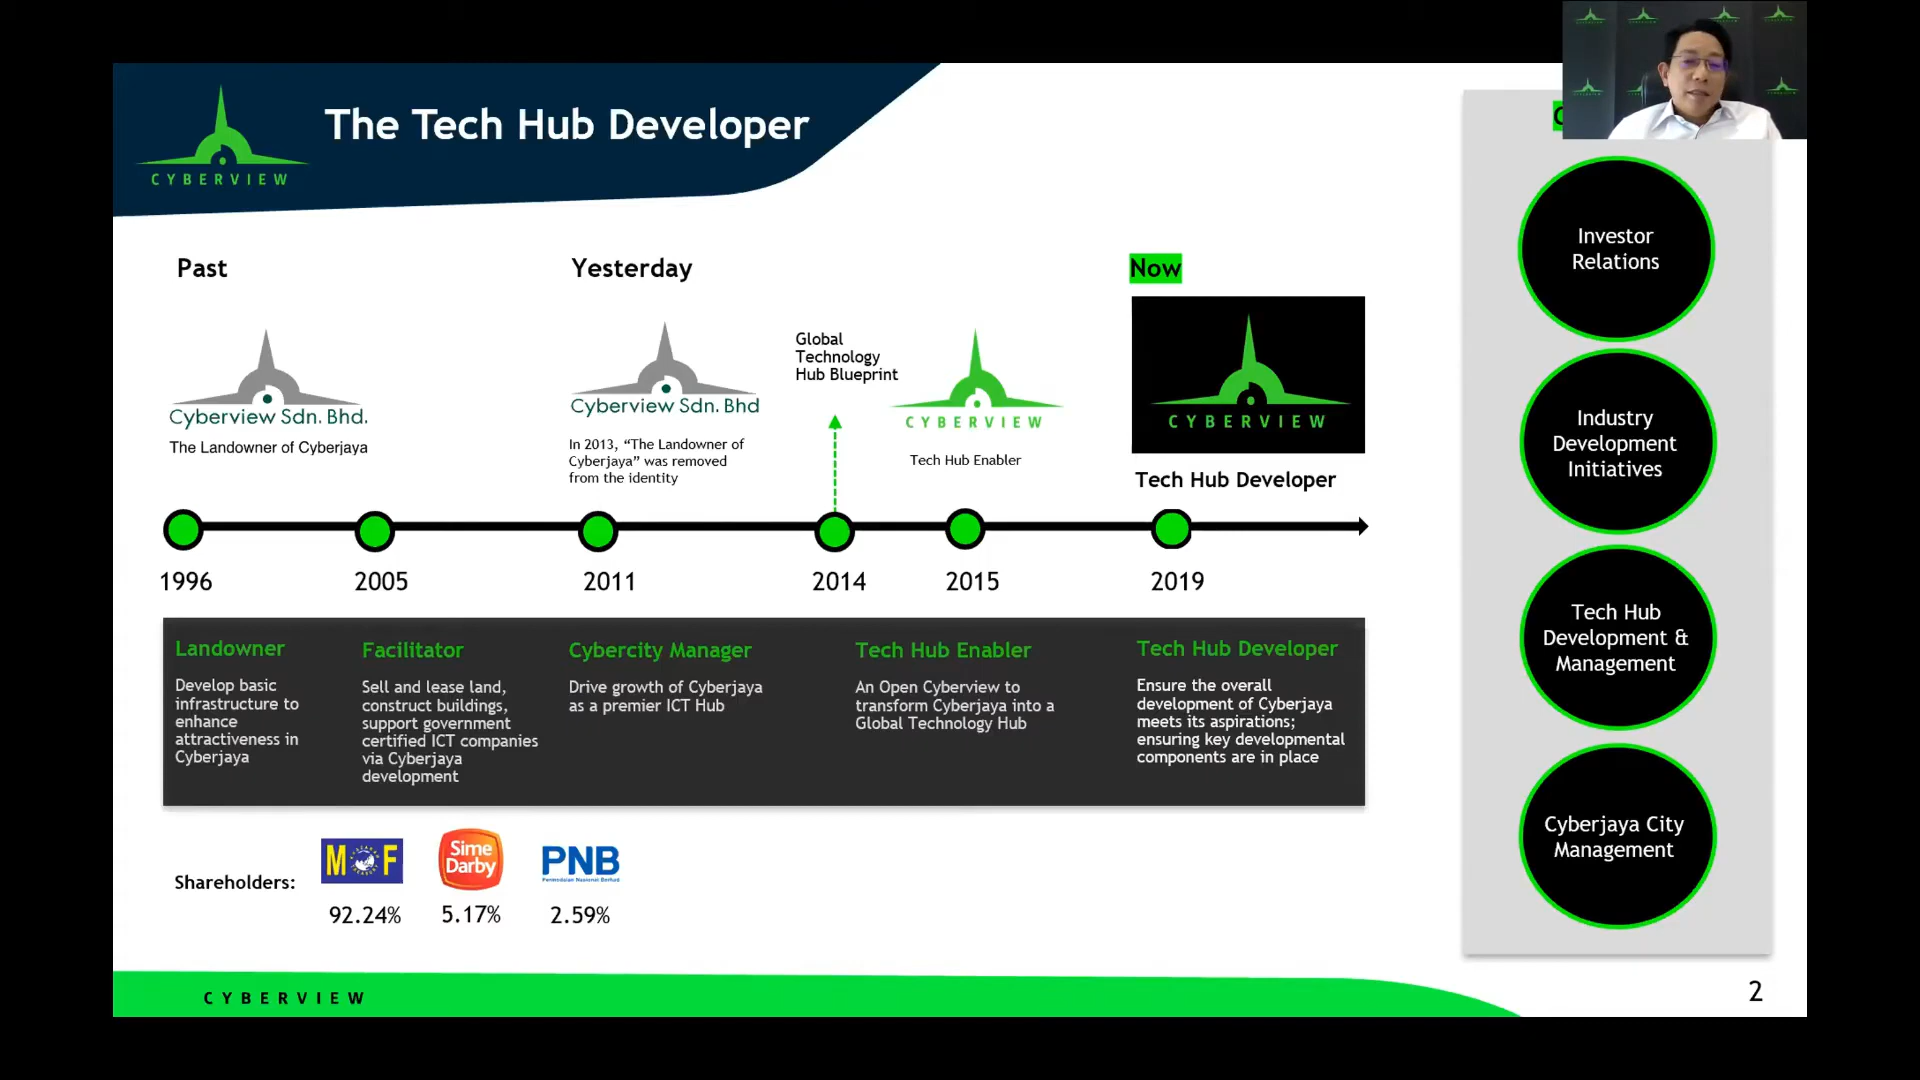 CYBERVIEW
The Tech Hub Developer
Past
Cyberview Sdn. Bhd.
The Landowner of Cyberjaya
Yesterday
Cyberview Sdn. Bhd
In 2013, “The Landowner of
Cyberjaya” was removed
from the identity
Global
Technology
Hub Blueprint
CYBERVIEW
Tech Hub Enabler
Now
CYBERVIEW
Tech Hub Developer
1996
2005
2011
2014
2015
2019
Landowner
Develop basic
infrastructure to
enhance
attractiveness in
Cyberjaya
Facilitator
Sell and lease land,
construct buildings,
support government
certified ICT companies
via Cyberjaya
development
Cybercity Manager
Drive growth of Cyberjaya
as a premier ICT Hub
Tech Hub Enabler
An Open Cyberview to
transform Cyberjaya into a
Global Technology Hub
Tech Hub Developer
Ensure the overall
development of Cyberjaya
meets its aspirations;
ensuring key developmental
components are in place
Shareholders:
MOF
92.24%
Sime
Darby
5.17%
PNB
Permodalan Nasional Berhad
2.59%
Investor
Relations
Industry
Development
Initiatives
Tech Hub
Development &
Management
Cyberjaya City
Management
CYBERVIEW
2